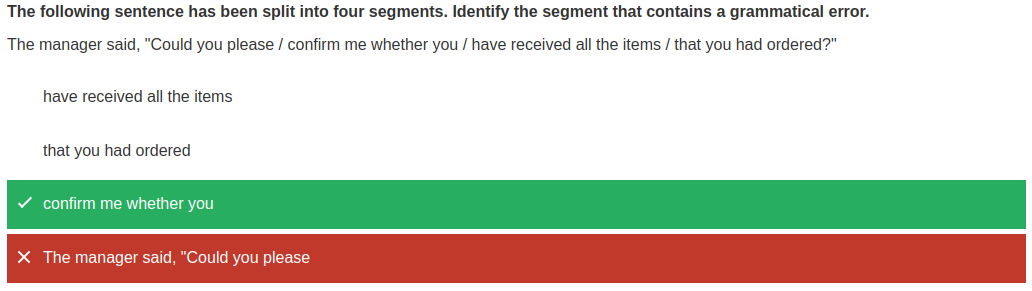 The following sentence has been split into four segments. Identify the segment that contains a grammatical error.
The manager said, "Could you please / confirm me whether you / have received all the items / that you had ordered?"
have received all the items
that you had ordered
confirm me whether you
The manager said, "Could you please